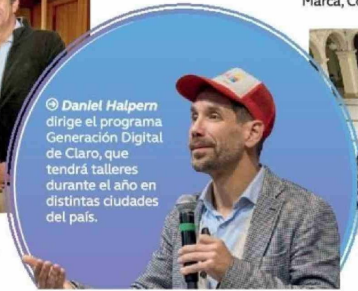 Marca, C
⊕ Daniel Halpern
dirige el programa
Generación Digital
de Claro, que
tendrá talleres
durante el año en
distintas ciudades
del país.